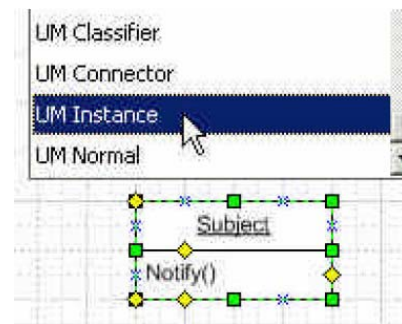 UM Classifier
UM Connector
UM Instance
UM Normal
Subject
Notify()